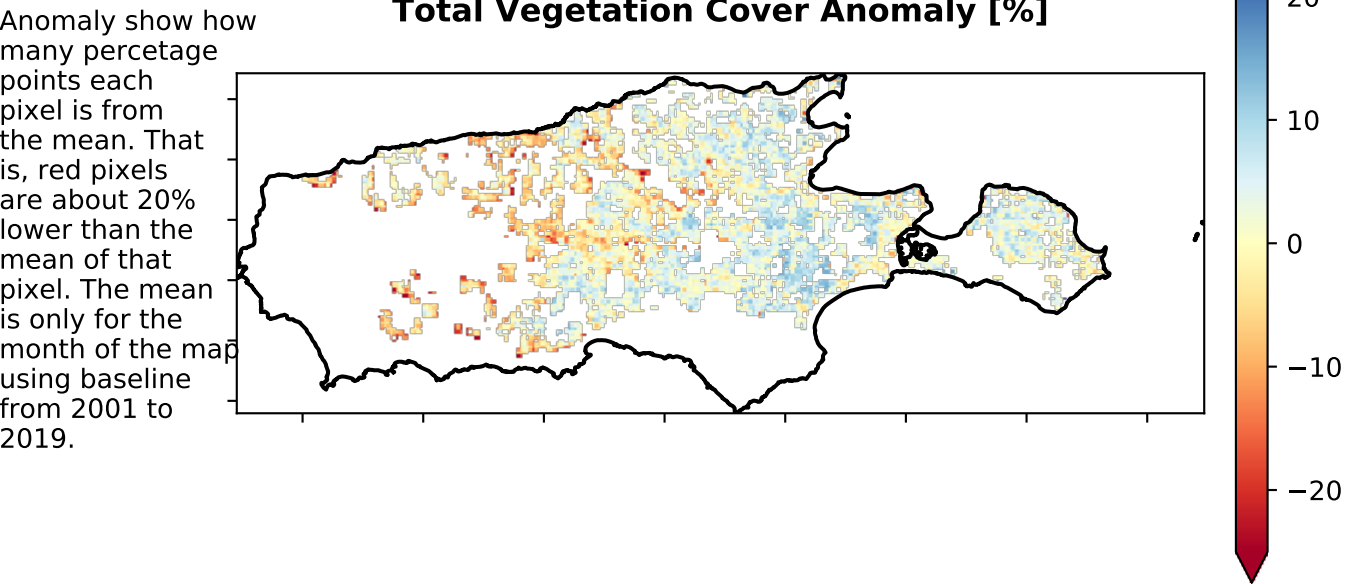 Total Vegetation Cover Anomaly [%]
Anomaly show how
many percetage
points each
pixel is from
the mean. That
is, red pixels
are about 20%
lower than the
mean of that
pixel. The mean
is only for the
month of the map
using baseline
from 2001 to
2019.
20
10
0
−10
−20